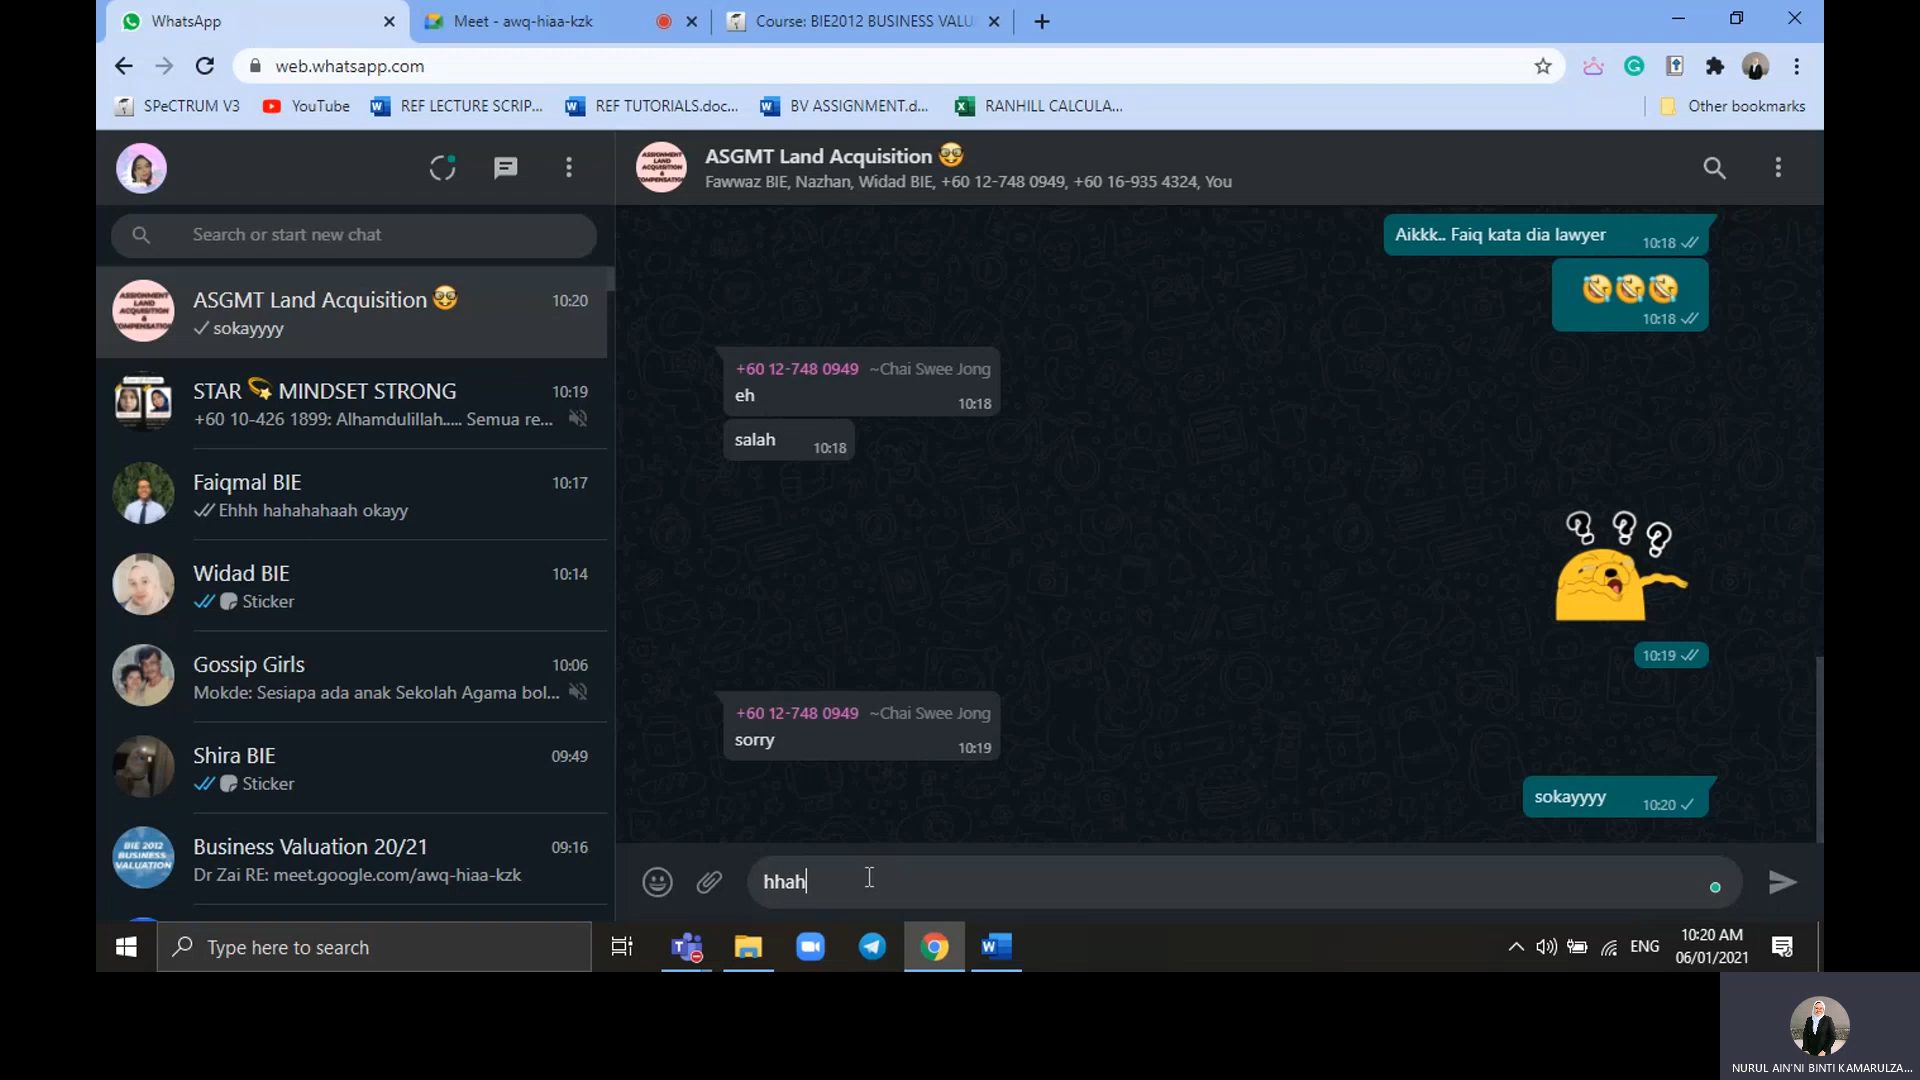 WhatsApp
Meet - awq-hiaa-kzk
Course: BIE2012 BUSINESS VALU
web.whatsapp.com
SPeCTRUM V3
YouTube
REF LECTURE SCRIP...
REF TUTORIALS.doc...
BV ASSIGNMENT.d...
RANHILL CALCULA...
Other bookmarks
ASSIGNMENT
LAND
ACQUISITION
&
COMPENSATION
ASGMT Land Acquisition 🤓
Fawwaz BIE, Nazhan, Widad BIE, +60 12-748 0949, +60 16-935 4324, You
Search or start new chat
ASGMT Land Acquisition 🤓
10:20
sokayyyy
STAR 💫 MINDSET STRONG
10:19
+60 10-426 1899: Alhamdulillah..... Semua re...
Faiqmal BIE
10:17
Ehhh hahahahaah okayy
Widad BIE
10:14
Sticker
Gossip Girls
10:06
Mokde: Sesiapa ada anak Sekolah Agama bol...
Shira BIE
09:49
Sticker
BIE 2012
BUSINESS
VALUATION
Business Valuation 20/21
09:16
Dr Zai RE: meet.google.com/awq-hiaa-kzk
Aikkk.. Faiq kata dia lawyer
10:18
🤣🤣🤣
10:18
+60 12-748 0949 ~Chai Swee Jong
eh
10:18
salah
10:18
???
10:19
+60 12-748 0949 ~Chai Swee Jong
sorry
10:19
sokayyyy
10:20
hhah
Type here to search
ENG
10:20 AM
06/01/2021
NURUL AIN'NI BINTI KAMARULZA...